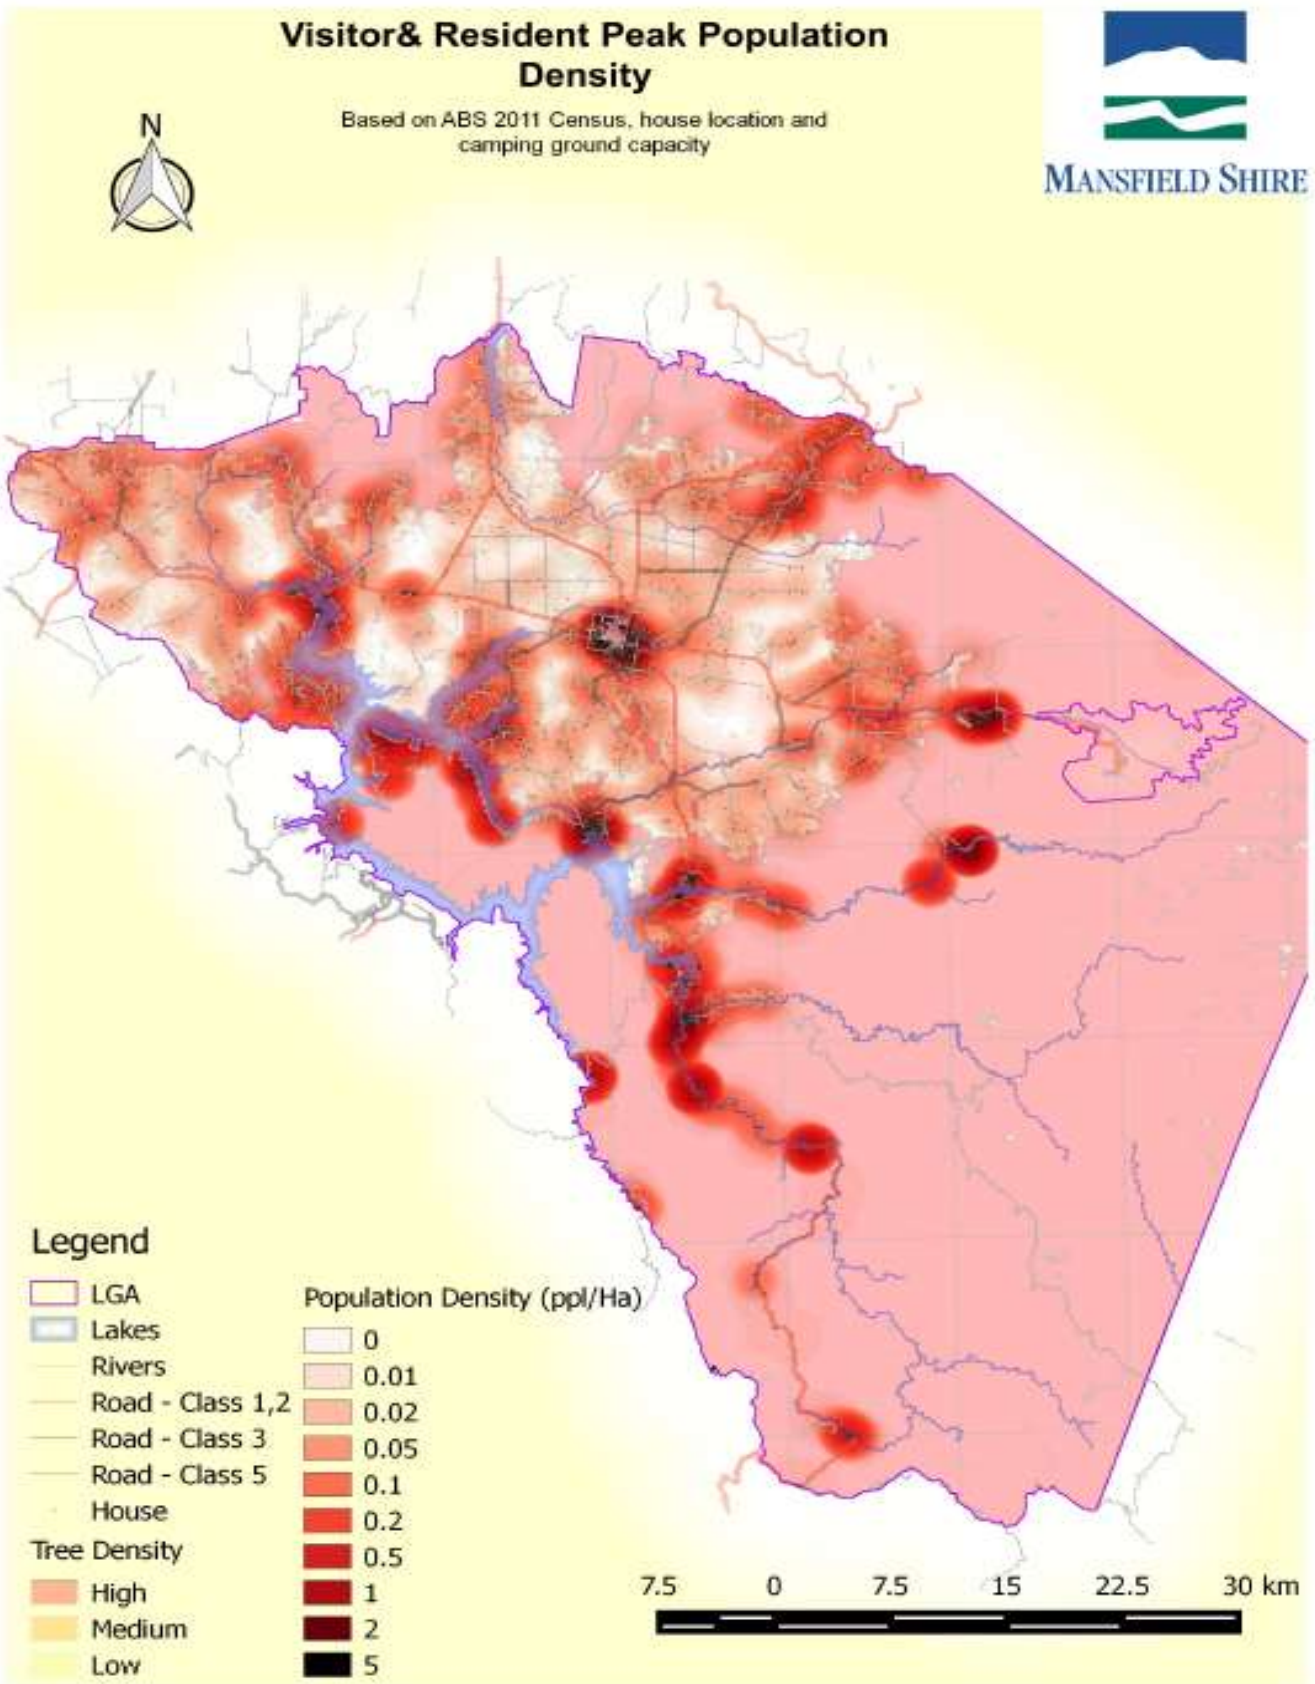 Visitor& Resident Peak Population
Density
Based on ABS 2011 Census, house location and
camping ground capacity
MANSFIELD SHIRE
N
Legend
LGA
Lakes
Rivers
Road - Class 1,2
Road - Class 3
Road - Class 5
House
Tree Density
High
Medium
Low
Population Density (ppl/Ha)
0
0.01
0.02
0.05
0.1
0.2
0.5
1
2
5
7.5 0 7.5 15 22.5 30 km